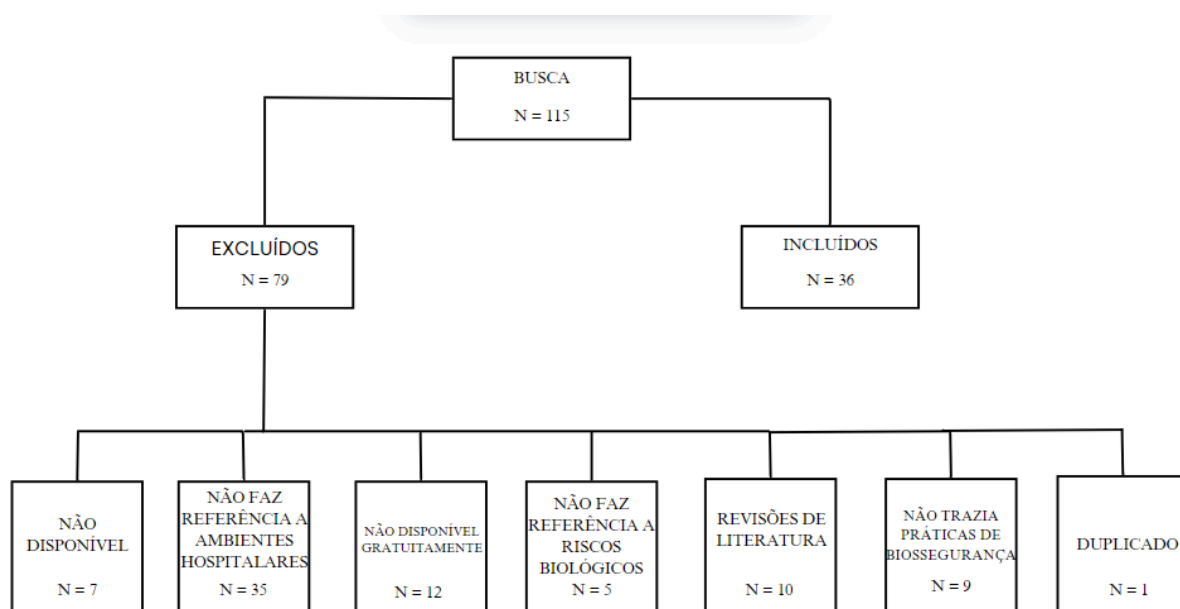 BUSCA
N = 115
EXCLUÍDOS
N = 79
INCLUÍDOS
N = 36
NÃO
DISPONÍVEL
N = 7
NÃO FAZ
REFERÊNCIA A
AMBIENTES
HOSPITALARES
N = 35
NÃO DISPONÍVEL
GRATUITAMENTE
N = 12
NÃO FAZ
REFERÊNCIA A
RISCOS
BIOLÓGICOS
N = 5
REVISÕES DE
LITERATURA
N = 10
NÃO TRAZIA
PRÁTICAS DE
BIOSSEGURANÇA
N = 9
DUPLICADO
N = 1